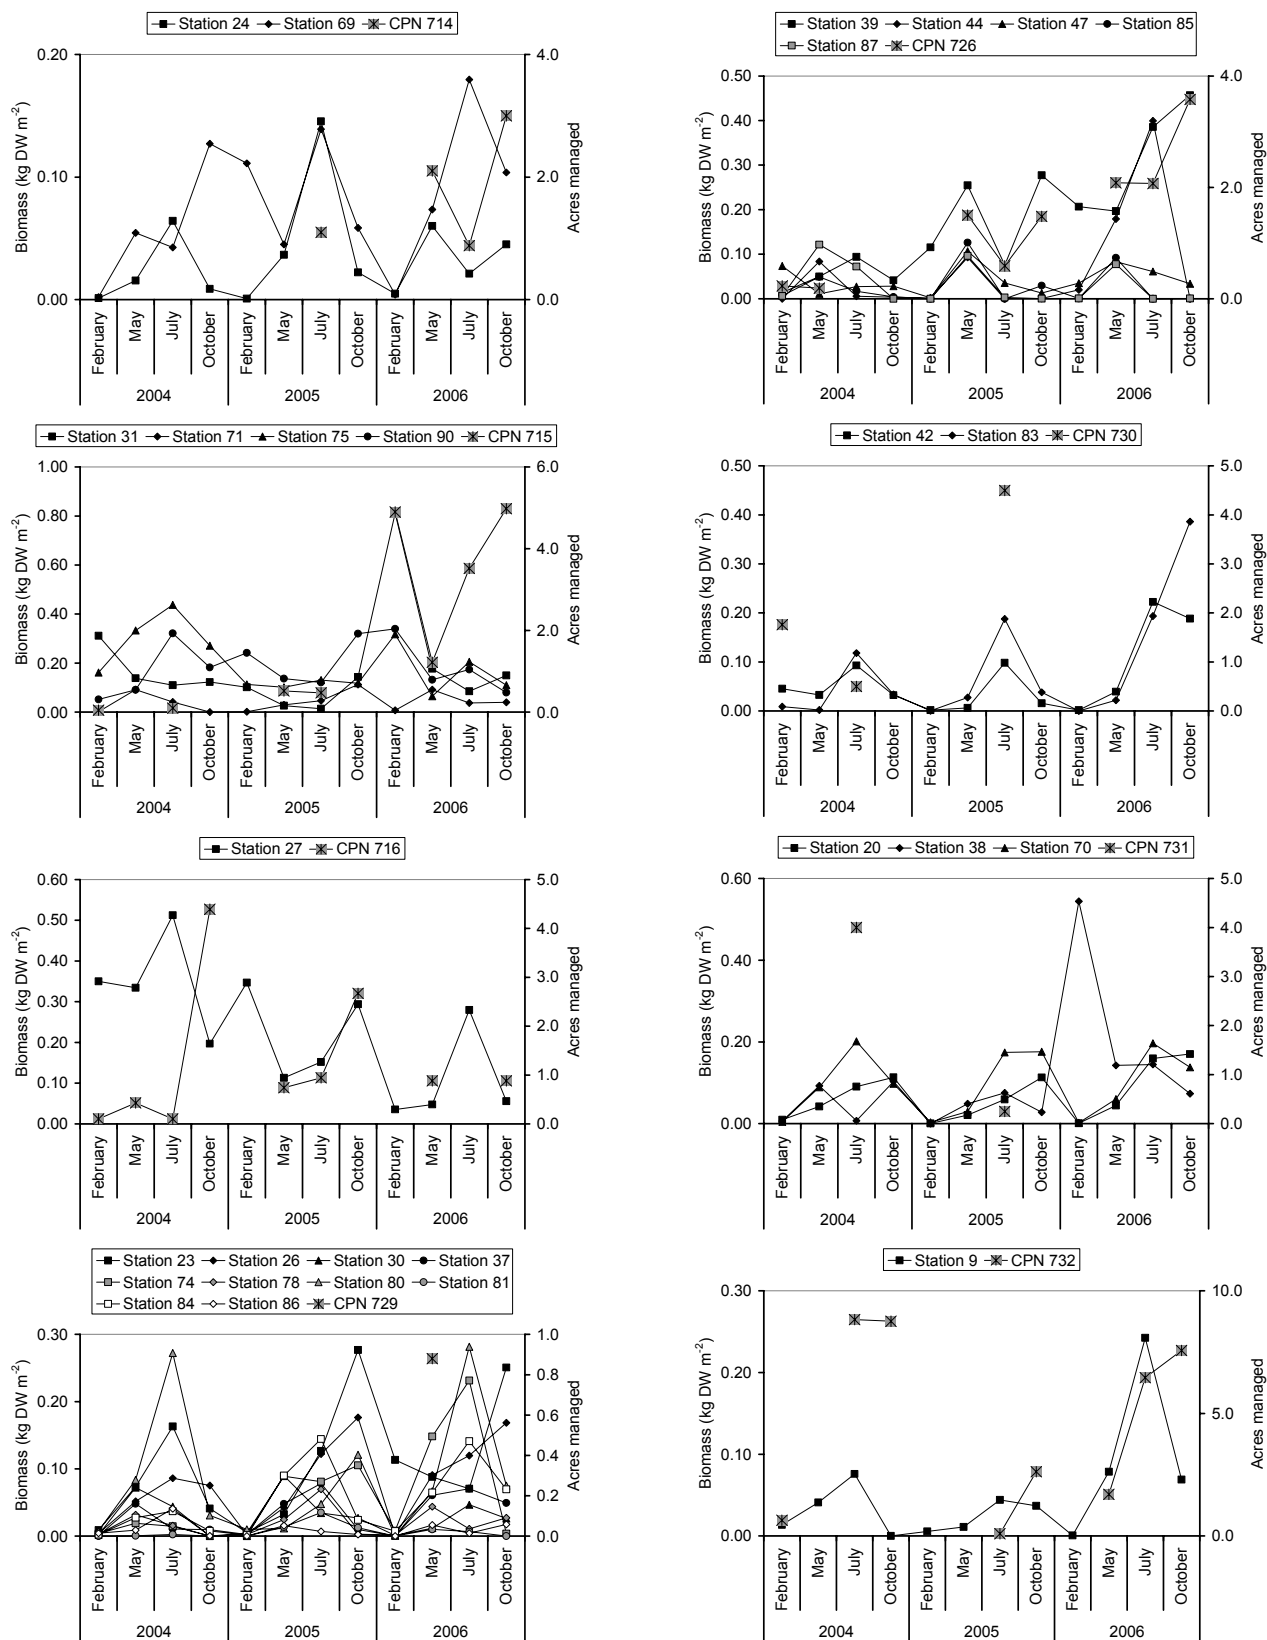 Station 24 Station 69 CPN 714
0.20
0.10
0.00
4.0
2.0
0.0
Biomass (kg DW m-2)
Acres managed
February May July October February May July October February May July October
2004 2005 2006
Station 39 Station 44 Station 47 Station 85
Station 87 CPN 726
0.50
0.40
0.30
0.20
0.10
0.00
4.0
2.0
0.0
Biomass (kg DW m-2)
Acres managed
February May July October February May July October February May July October
2004 2005 2006
Station 31 Station 71 Station 75 Station 90 CPN 715
1.00
0.80
0.60
0.40
0.20
0.00
6.0
4.0
2.0
0.0
Biomass (kg DW m-2)
Acres managed
February May July October February May July October February May July October
2004 2005 2006
Station 42 Station 83 CPN 730
0.50
0.40
0.30
0.20
0.10
0.00
5.0
4.0
3.0
2.0
1.0
0.0
Biomass (kg DW m-2)
Acres managed
February May July October February May July October February May July October
2004 2005 2006
Station 27 CPN 716
0.60
0.50
0.40
0.30
0.20
0.10
0.00
5.0
4.0
3.0
2.0
1.0
0.0
Biomass (kg DW m-2)
Acres managed
February May July October February May July October February May July October
2004 2005 2006
Station 20 Station 38 Station 70 CPN 731
0.60
0.40
0.20
0.00
5.0
4.0
3.0
2.0
1.0
0.0
Biomass (kg DW m-2)
Acres managed
February May July October February May July October February May July October
2004 2005 2006
Station 23 Station 26 Station 30 Station 37
Station 74 Station 78 Station 80 Station 81
Station 84 Station 86 CPN 729
0.30
0.20
0.10
0.00
1.0
0.8
0.6
0.4
0.2
0.0
Biomass (kg DW m-2)
Acres managed
February May July October February May July October February May July October
2004 2005 2006
Station 9 CPN 732
0.30
0.20
0.10
0.00
10.0
5.0
0.0
Biomass (kg DW m-2)
Acres managed
February May July October February May July October February May July October
2004 2005 2006